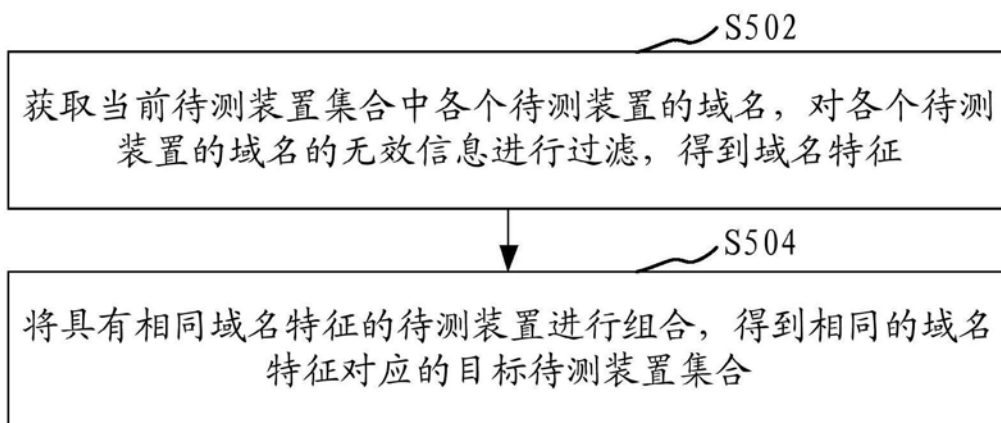 S502
获取当前待测装置集合中各个待测装置的域名，对各个待测
装置的域名的无效信息进行过滤，得到域名特征
S504
将具有相同域名特征的待测装置进行组合，得到相同的域名
特征对应的目标待测装置集合